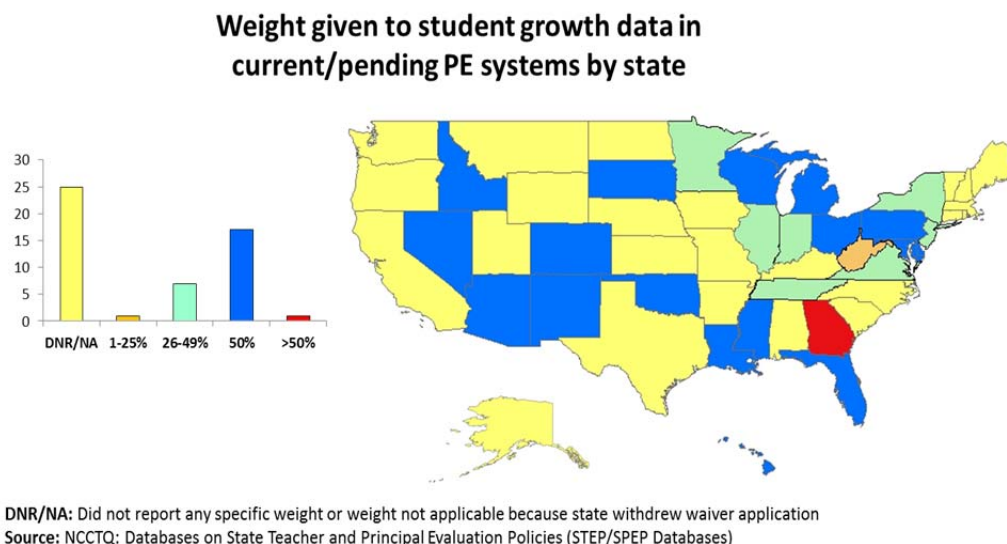 Weight given to student growth data in
current/pending PE systems by state
30
25
20
15
10
5
0
DNR/NA 1-25% 26-49% 50% >50%
DNR/NA: Did not report any specific weight or weight not applicable because state withdrew waiver application
Source: NCCTQ: Databases on State Teacher and Principal Evaluation Policies (STEP/SPEP Databases)